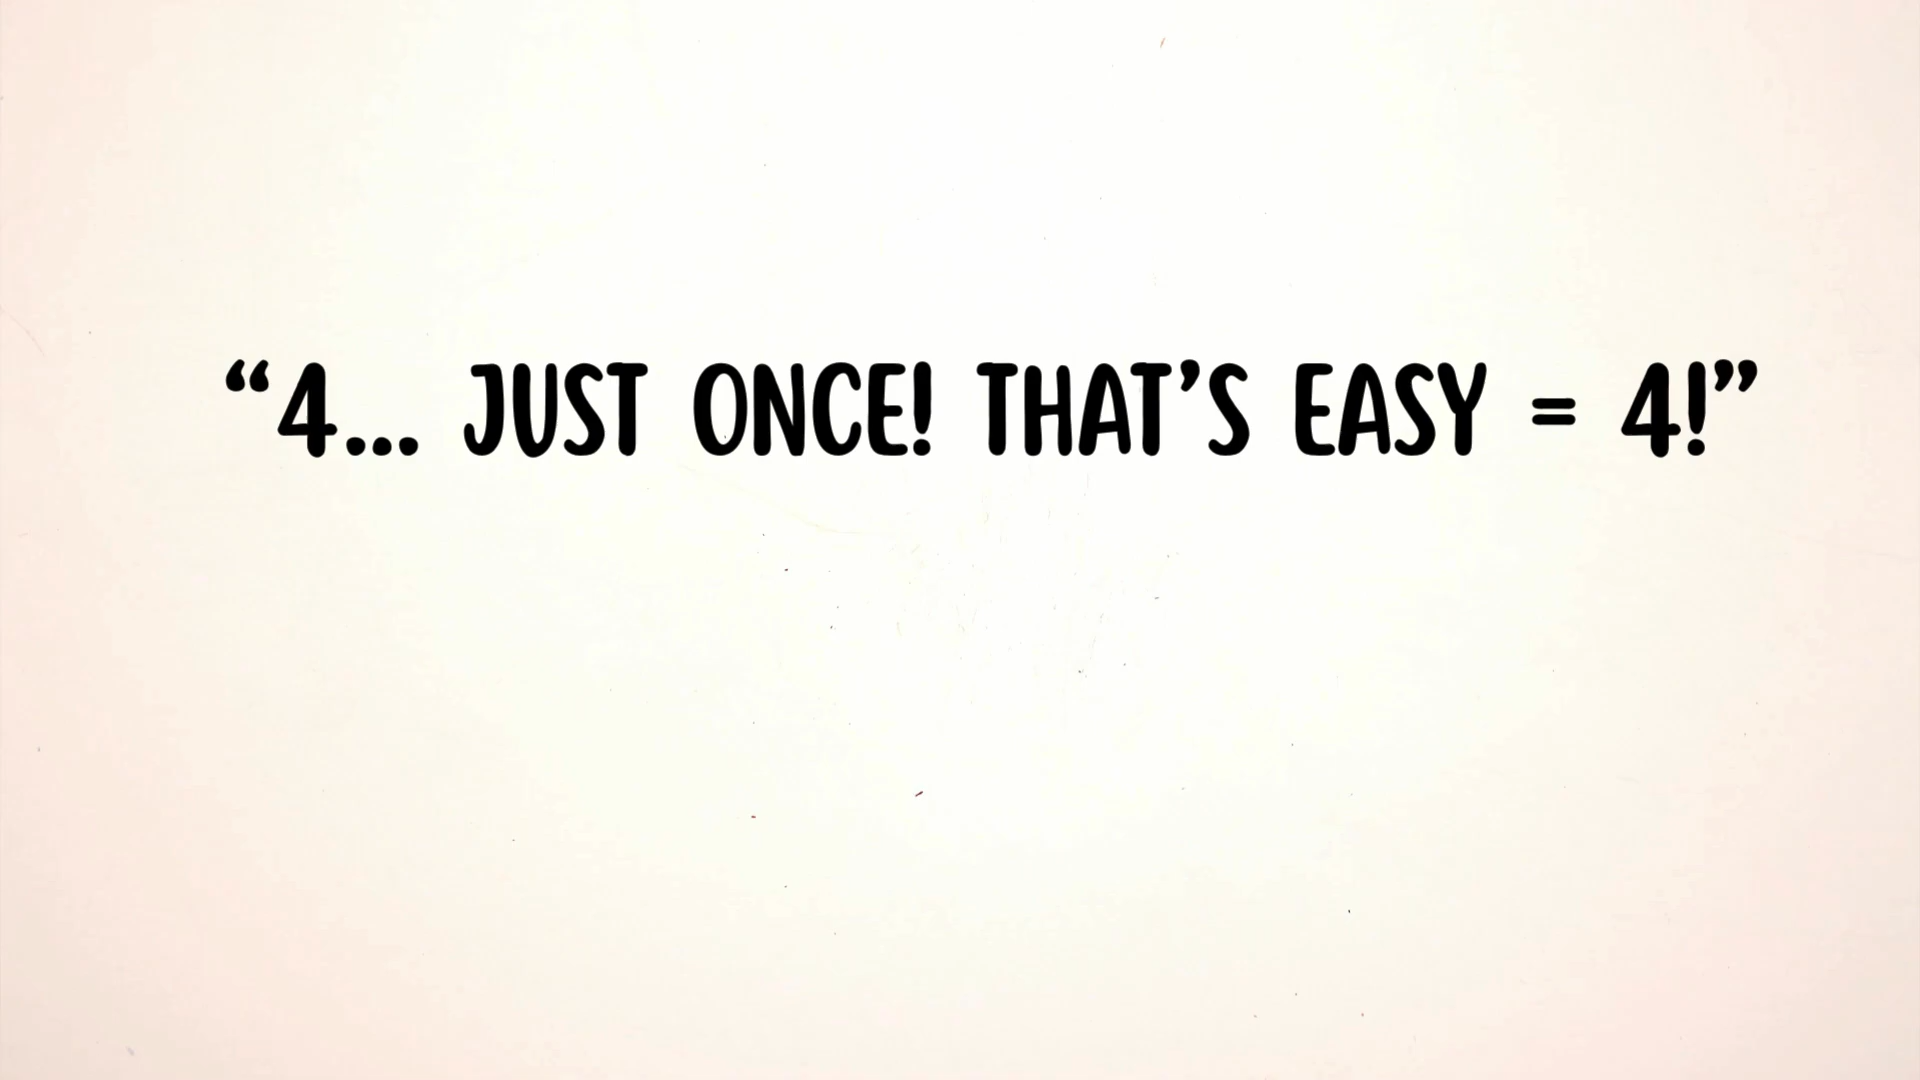 “4... JUST ONCE! THAT’S EASY = 4!”